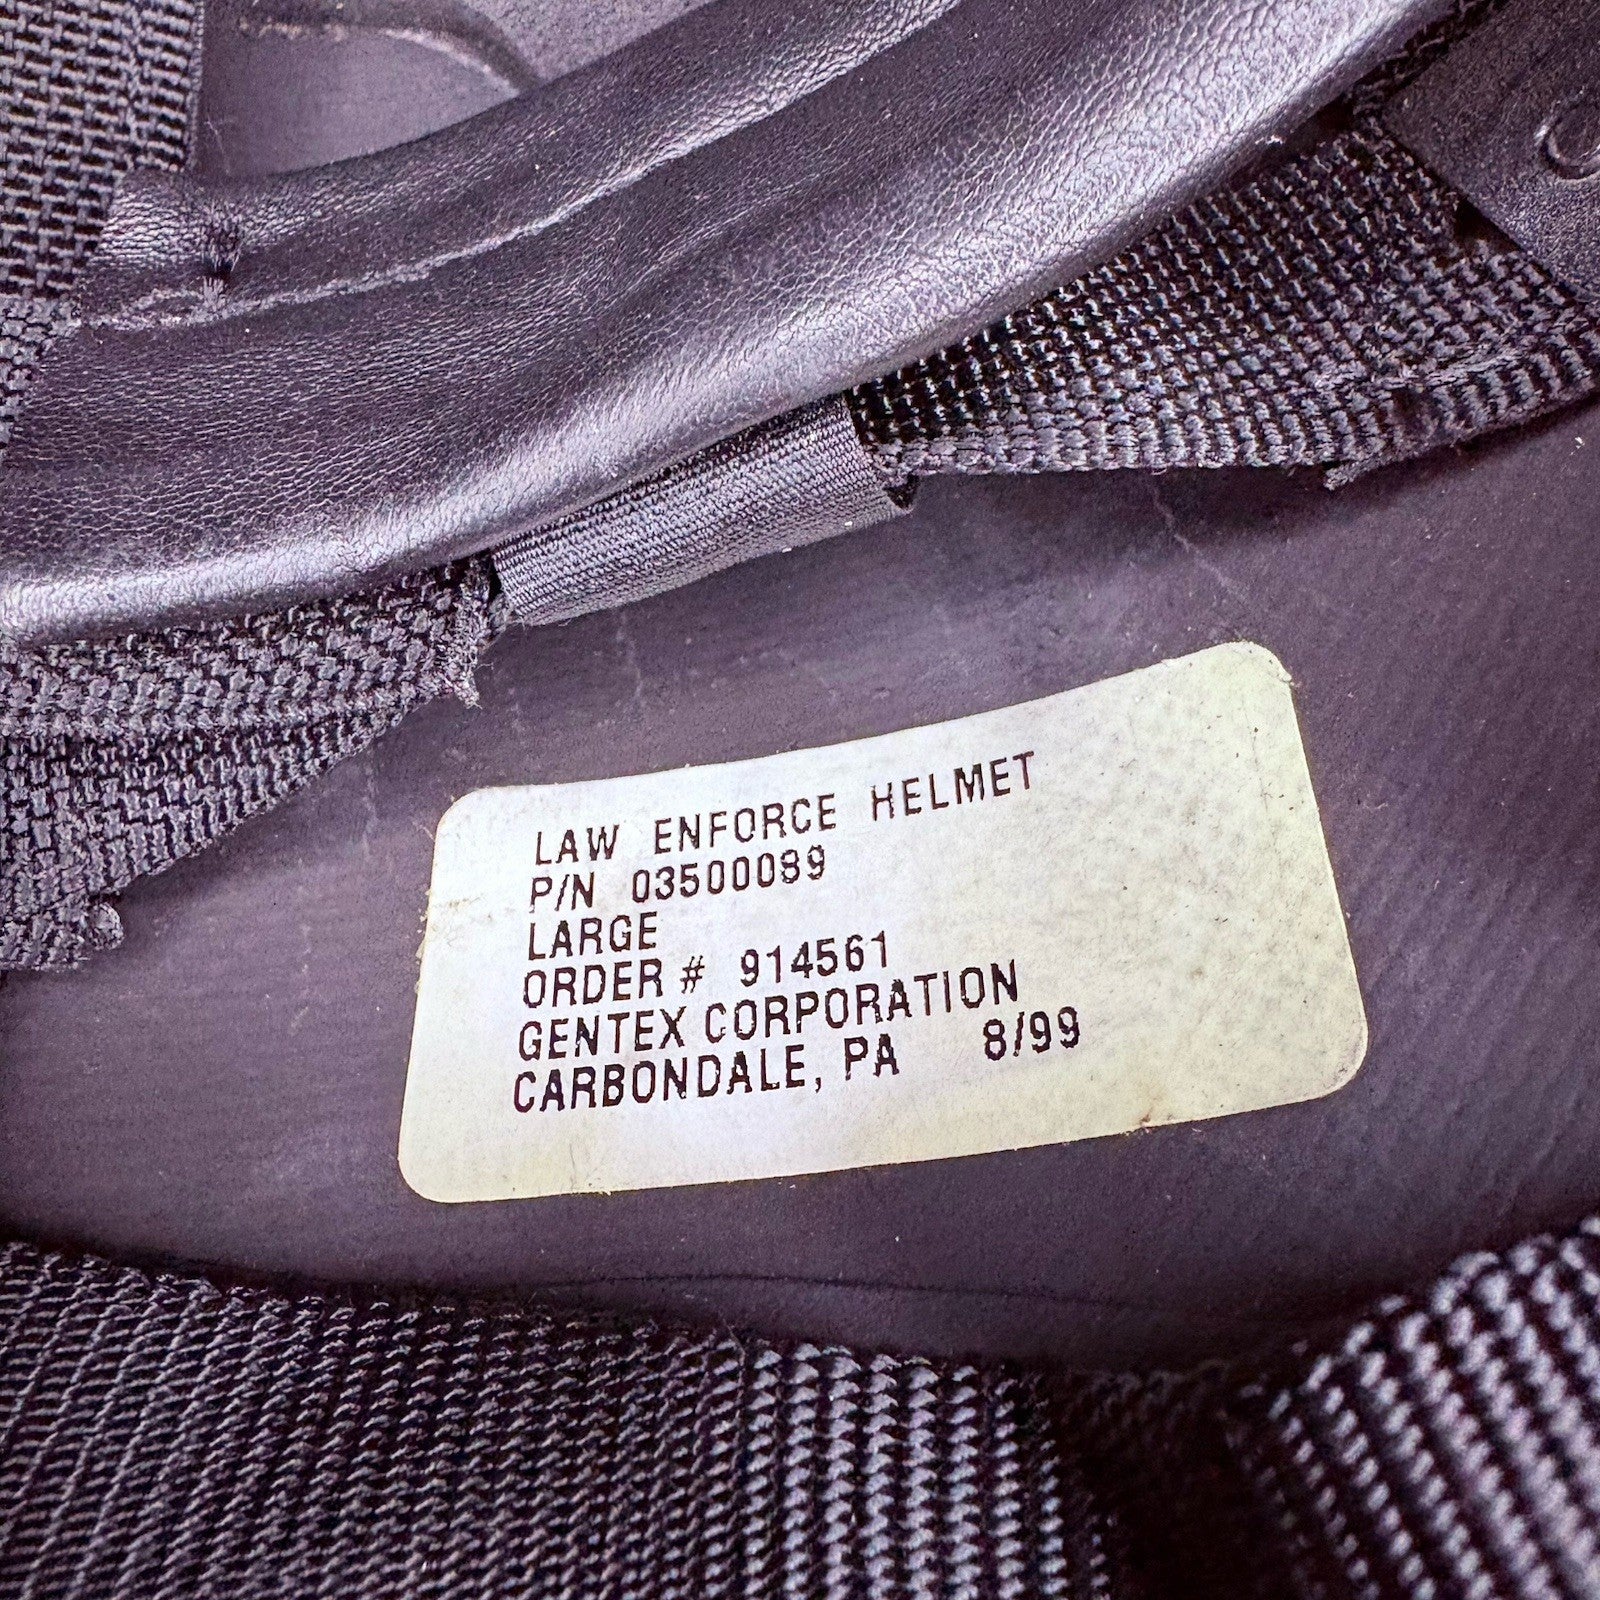 LAW ENFORCE HELMET
P/N 03500089
LARGE
ORDER # 914561
GENTEX CORPORATION
CARBONDALE, PA 8/99